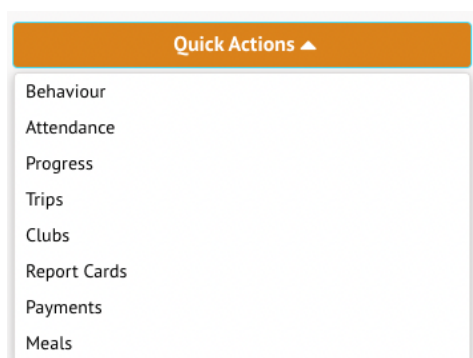 Quick Actions
Behaviour
Attendance
Progress
Trips
Clubs
Report Cards
Payments
Meals